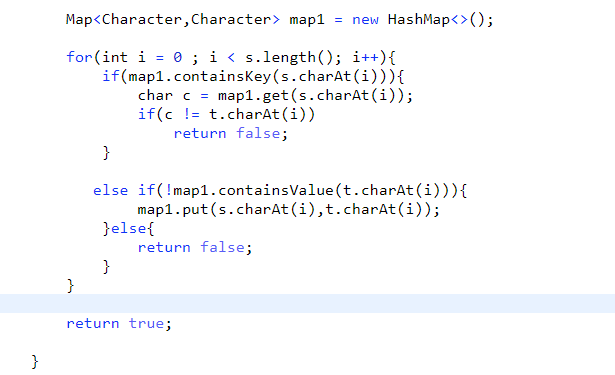 Map<Character,Character> map1 = new HashMap<>();
for(int i = 0 ; i < s.length(); i++){
if(map1.containsKey(s.charAt(i))){
char c = map1.get(s.charAt(i));
if(c != t.charAt(i))
return false;
}
else if(!map1.containsValue(t.charAt(i))){
map1.put(s.charAt(i),t.charAt(i));
}else{
return false;
}
}
return true;
}